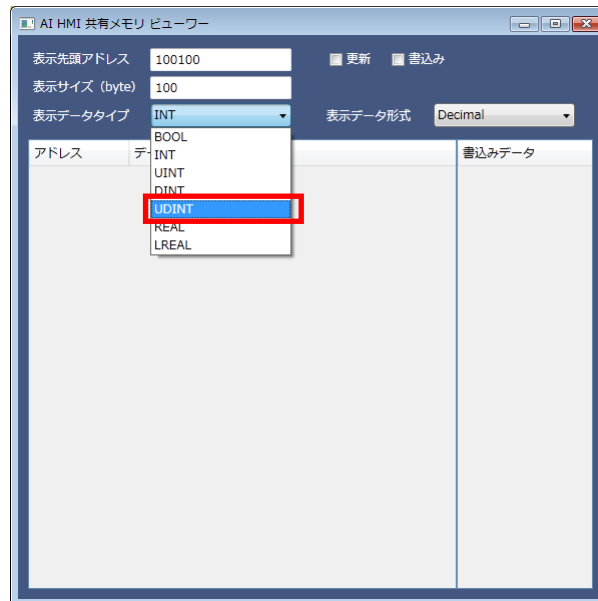 AI HMI 共有メモリ ビューワー
表示先頭アドレス 100100 更新 書込み
表示サイズ (byte) 100
表示データタイプ INT 表示データ形式 Decimal
アドレス デ 書込みデータ
BOOL
INT
UINT
DINT
UDINT
REAL
LREAL